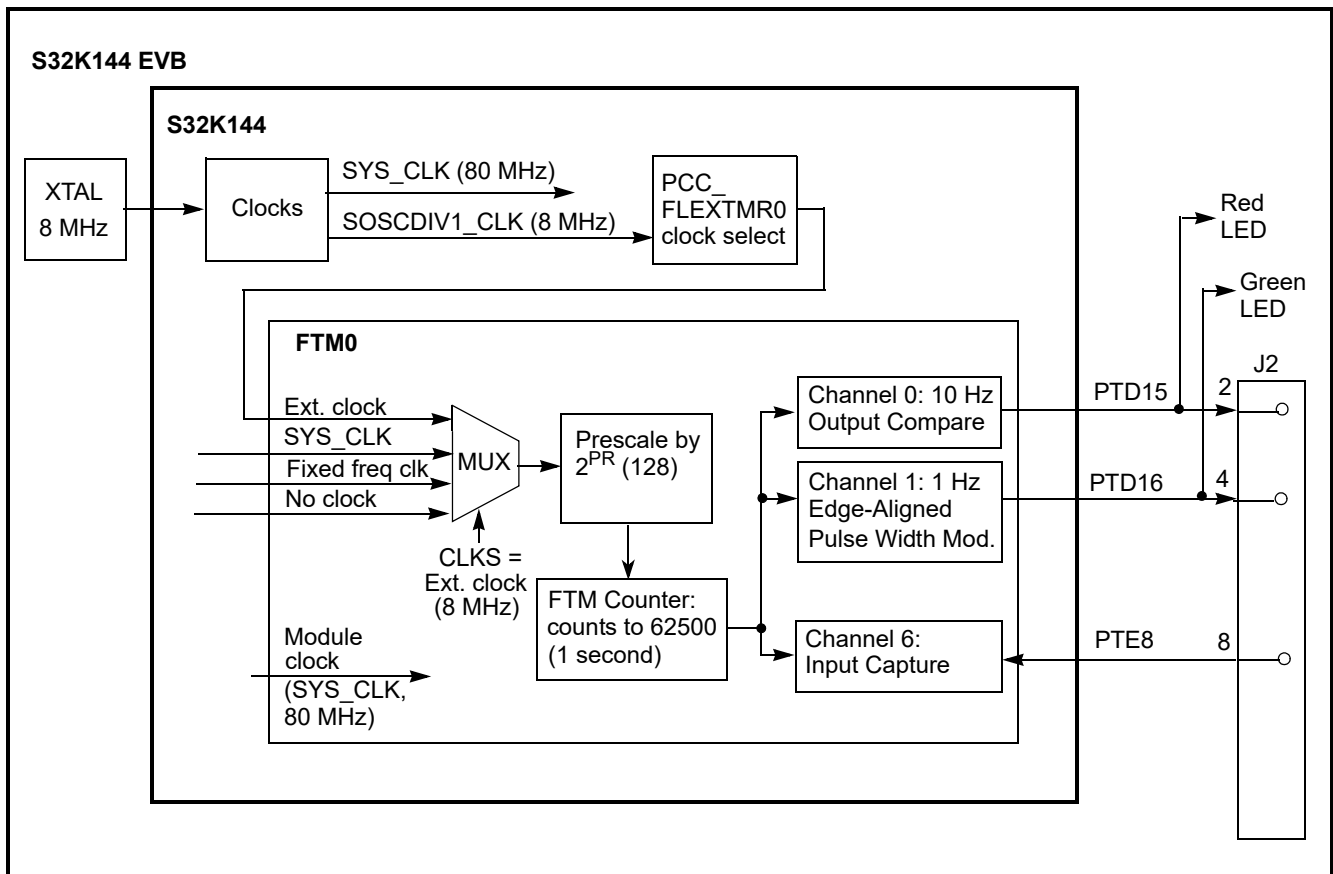 S32K144 EVB
S32K144
XTAL
8 MHz
Clocks
SYS_CLK (80 MHz)
SOSCDIV1_CLK (8 MHz)
PCC_
FLEXTMR0
clock select
Red
LED
Green
LED
FTM0
Ext. clock
SYS_CLK
Fixed freq clk
No clock
MUX
CLKS =
Ext. clock
(8 MHz)
Prescale by
2^PR (128)
FTM Counter:
counts to 62500
(1 second)
Module
clock
(SYS_CLK,
80 MHz)
Channel 0: 10 Hz
Output Compare
Channel 1: 1 Hz
Edge-Aligned
Pulse Width Mod.
Channel 6:
Input Capture
PTD15
PTD16
PTE8
J2
2
4
8